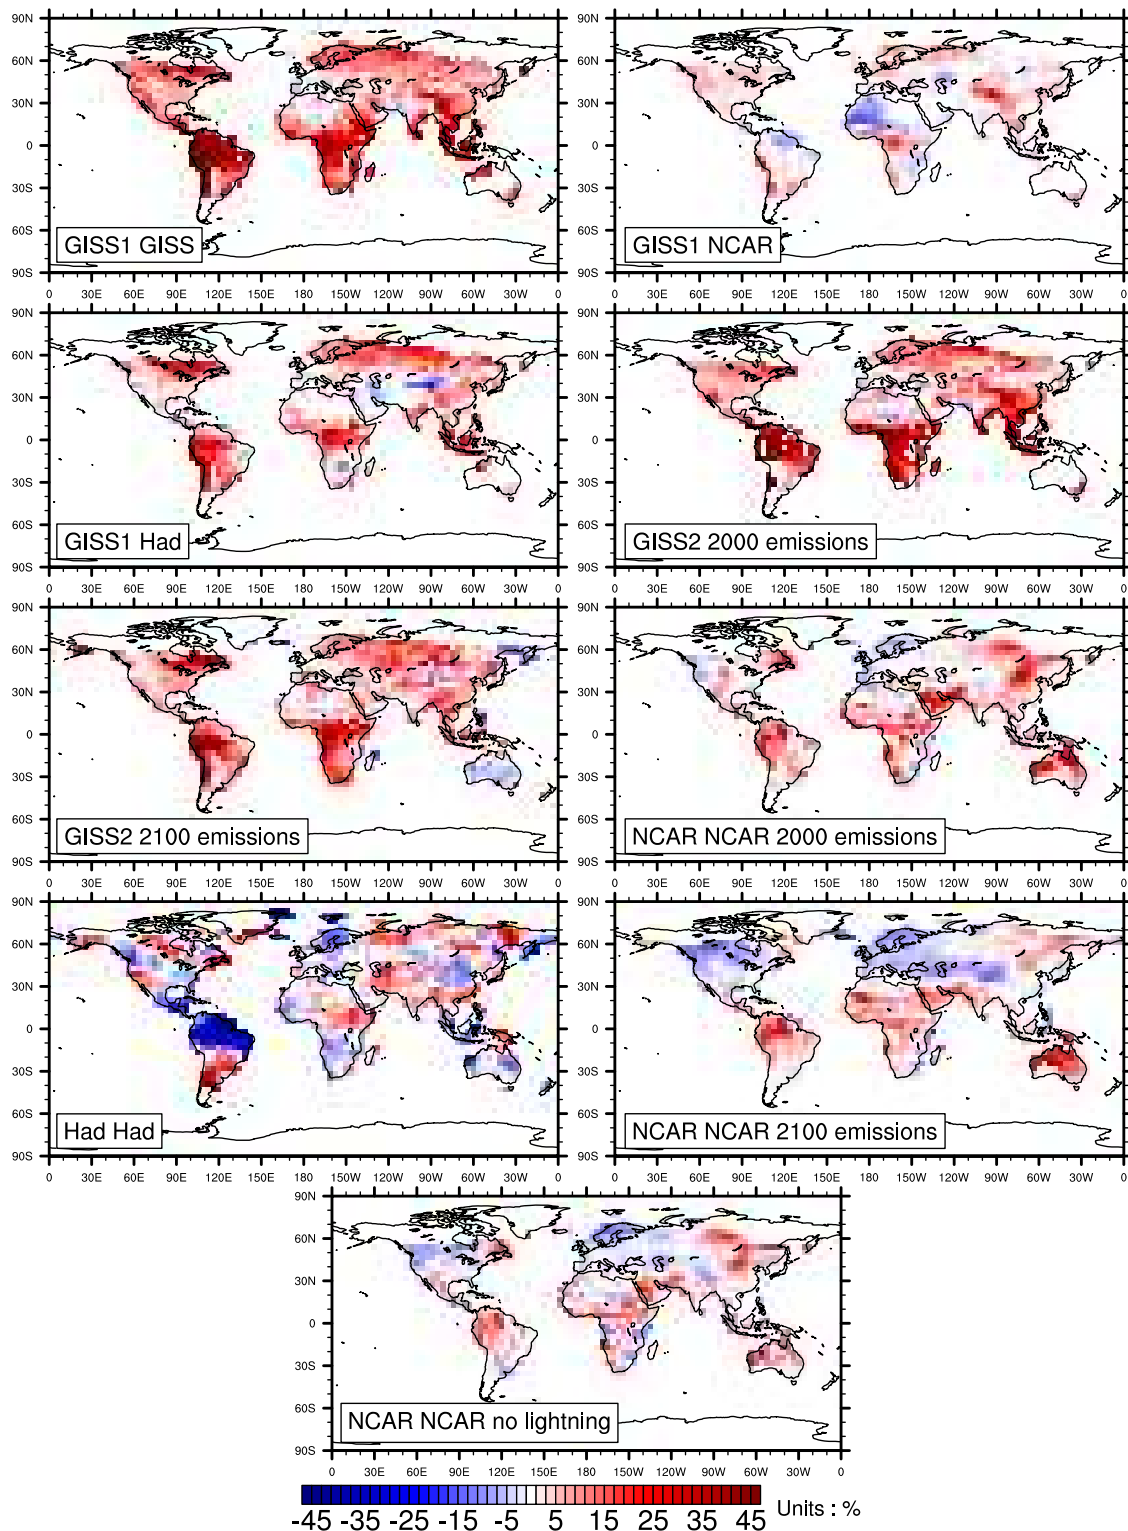 90N 90N
60N 60N
30N 30N
0 0
30S 30S
60S 60S
GISS1 GISS GISS1 NCAR
90S 90S
0 30E 60E 90E 120E 150E 180 150W 120W 90W 60W 30W 0 30E 60E 90E 120E 150E 180 150W 120W 90W 60W 30W 0
90N 90N
60N 60N
30N 30N
0 0
30S 30S
60S 60S
GISS1 Had GISS2 2000 emissions
90S 90S
0 30E 60E 90E 120E 150E 180 150W 120W 90W 60W 30W 0 30E 60E 90E 120E 150E 180 150W 120W 90W 60W 30W 0
90N 90N
60N 60N
30N 30N
0 0
30S 30S
60S 60S
GISS2 2100 emissions NCAR NCAR 2000 emissions
90S 90S
0 30E 60E 90E 120E 150E 180 150W 120W 90W 60W 30W 0 30E 60E 90E 120E 150E 180 150W 120W 90W 60W 30W 0
90N 90N
60N 60N
30N 30N
0 0
30S 30S
60S 60S
Had Had NCAR NCAR 2100 emissions
90S 90S
0 30E 60E 90E 120E 150E 180 150W 120W 90W 60W 30W 0 30E 60E 90E 120E 150E 180 150W 120W 90W 60W 30W 0
90N
60N
30N
0
30S
60S
NCAR NCAR no lightning
90S
0 30E 60E 90E 120E 150E 180 150W 120W 90W 60W 30W 0
-45 -35 -25 -15 -5 5 15 25 35 45 Units : %